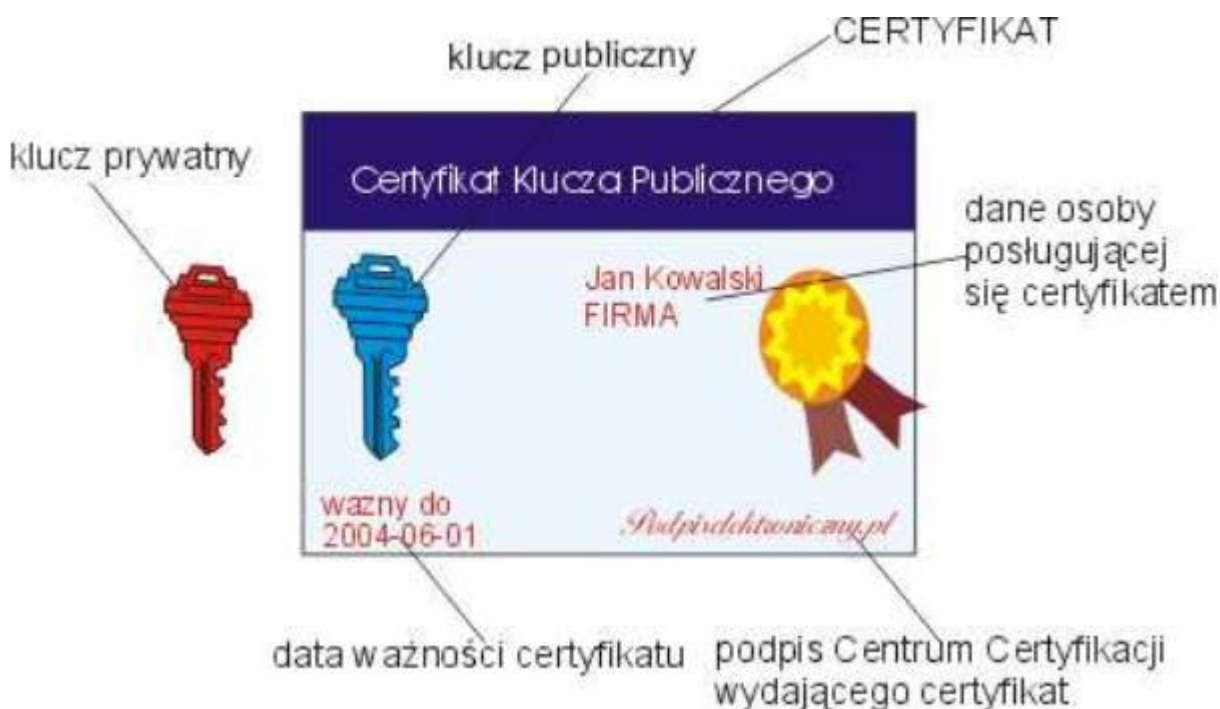 CERTYFIKAT
klucz publiczny
klucz prywatny
Certyfikat Klucza Publicznego
dane osoby
posługującej
się certyfikatem
Jan Kowalski
FIRMA
wazny do
2004-06-01
Podpiselektroniczny.pl
data ważności certyfikatu
podpis Centrum Certyfikacji
wydającego certyfikat